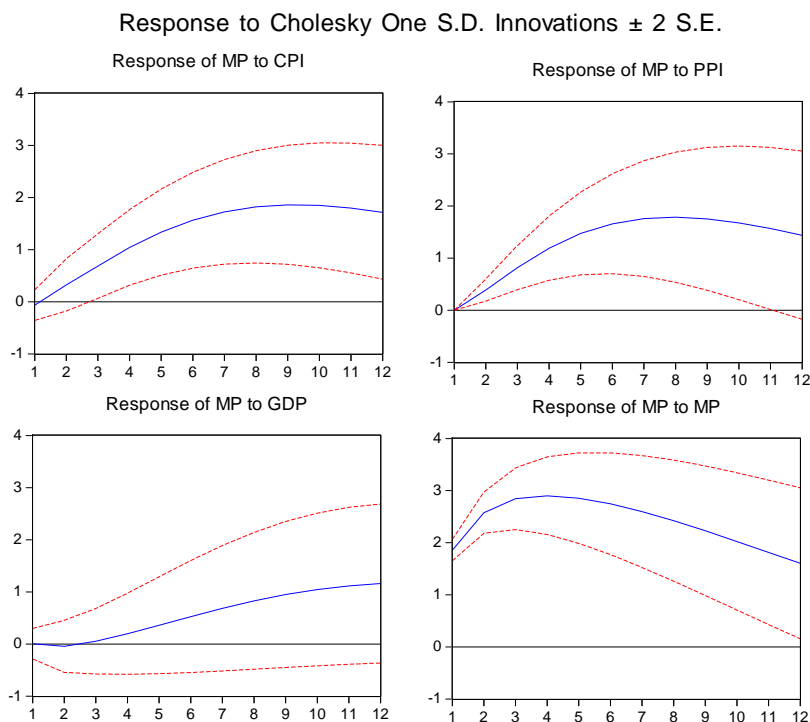 Response to Cholesky One S.D. Innovations ± 2 S.E.
Response of MP to CPI
4
3
2
1
0
-1
1 2 3 4 5 6 7 8 9 10 11 12
Response of MP to PPI
4
3
2
1
0
-1
1 2 3 4 5 6 7 8 9 10 11 12
Response of MP to GDP
4
3
2
1
0
-1
1 2 3 4 5 6 7 8 9 10 11 12
Response of MP to MP
4
3
2
1
0
-1
1 2 3 4 5 6 7 8 9 10 11 12